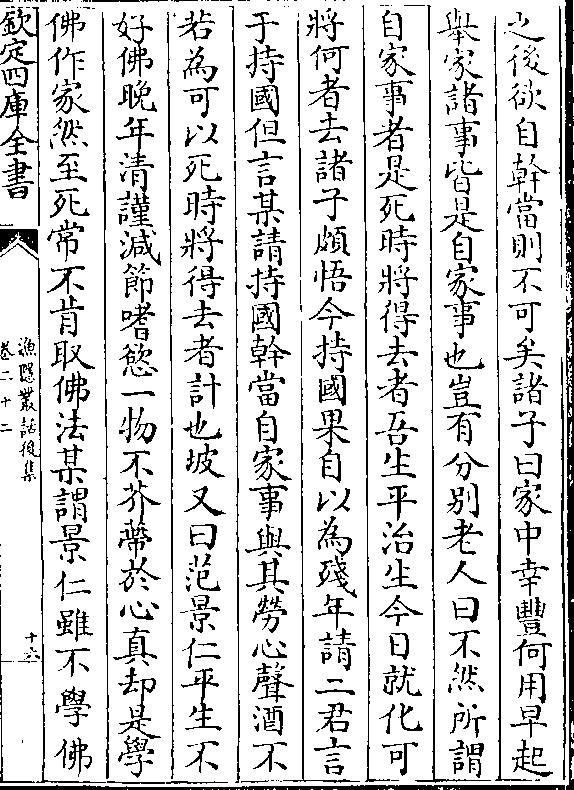 之後欲自幹當則不可矣諸子曰家中幸豐何用早起
舉家諸事皆是自家事也豈有分別老人曰不然所謂
自家事者是死時將得去者吾生平治生今日就化可
將何者去諸子頗悟今持國果自以為殘年請二君言
于持國但言某請持國幹當自家事與其勞心聲酒不
若為可以死時將得去者計也坡又曰范景仁平生不
好佛晚年清謹減節嗜慾一物不芥蔕於心真却是學
佛作家然至死常不肯取佛法某謂景仁雖不學佛
欽定四庫全書
漁隱叢話後集
卷二十二
十六